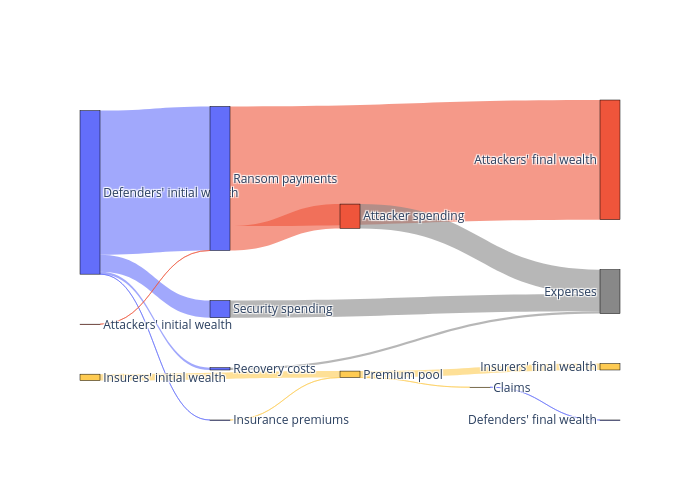 Attackers' final wealth
Ransom payments
Defenders' initial wealth
Attacker spending
Expenses
Security spending
Attackers' initial wealth
Insurers' final wealth
Recovery costs
Premium pool
Insurers' initial wealth
Claims
Insurance premiums
Defenders' final wealth